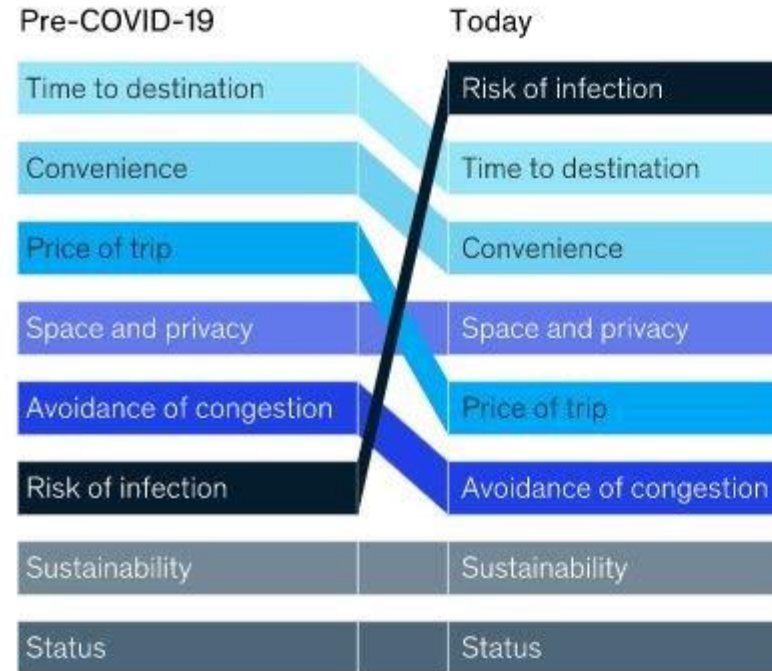 Pre-COVID-19
Today
Time to destination
Risk of infection
Convenience
Time to destination
Price of trip
Convenience
Space and privacy
Space and privacy
Avoidance of congestion
Price of trip
Risk of infection
Avoidance of congestion
Sustainability
Sustainability
Status
Status